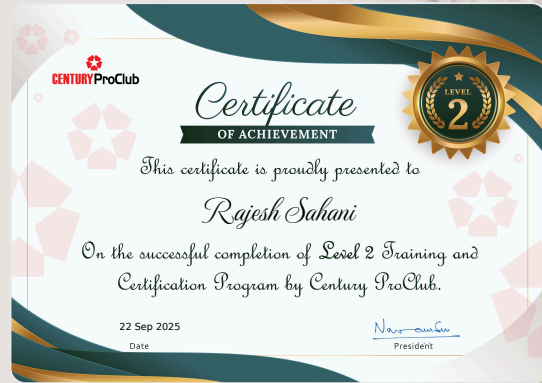 CENTURY ProClub
LEVEL
2
Certificate
OF ACHIEVEMENT
This certificate is proudly presented to
Rajesh Sahani
On the successful completion of Level 2 Training and
Certification Program by Century ProClub.
22 Sep 2025
Date
President